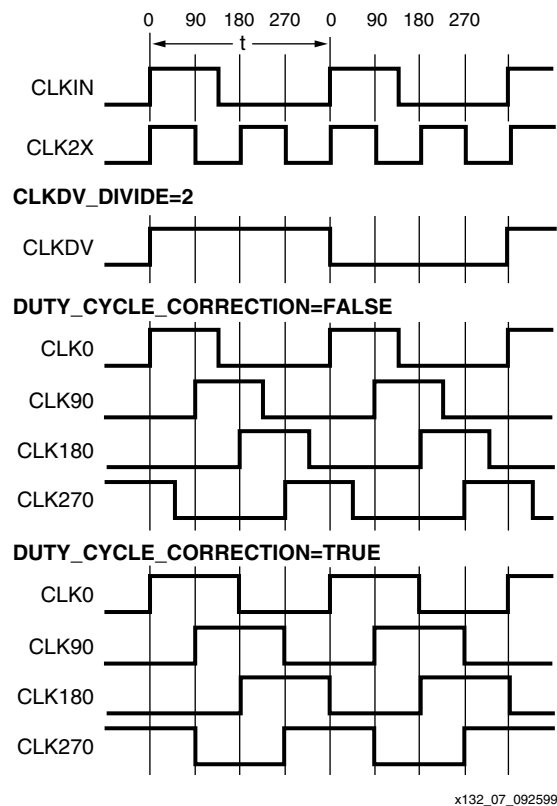 0 90 180 270 0 90 180 270
t
CLKIN
CLK2X
CLKDV_DIVIDE=2
CLKDV
DUTY_CYCLE_CORRECTION=FALSE
CLK0
CLK90
CLK180
CLK270
DUTY_CYCLE_CORRECTION=TRUE
CLK0
CLK90
CLK180
CLK270
x132_07_092599